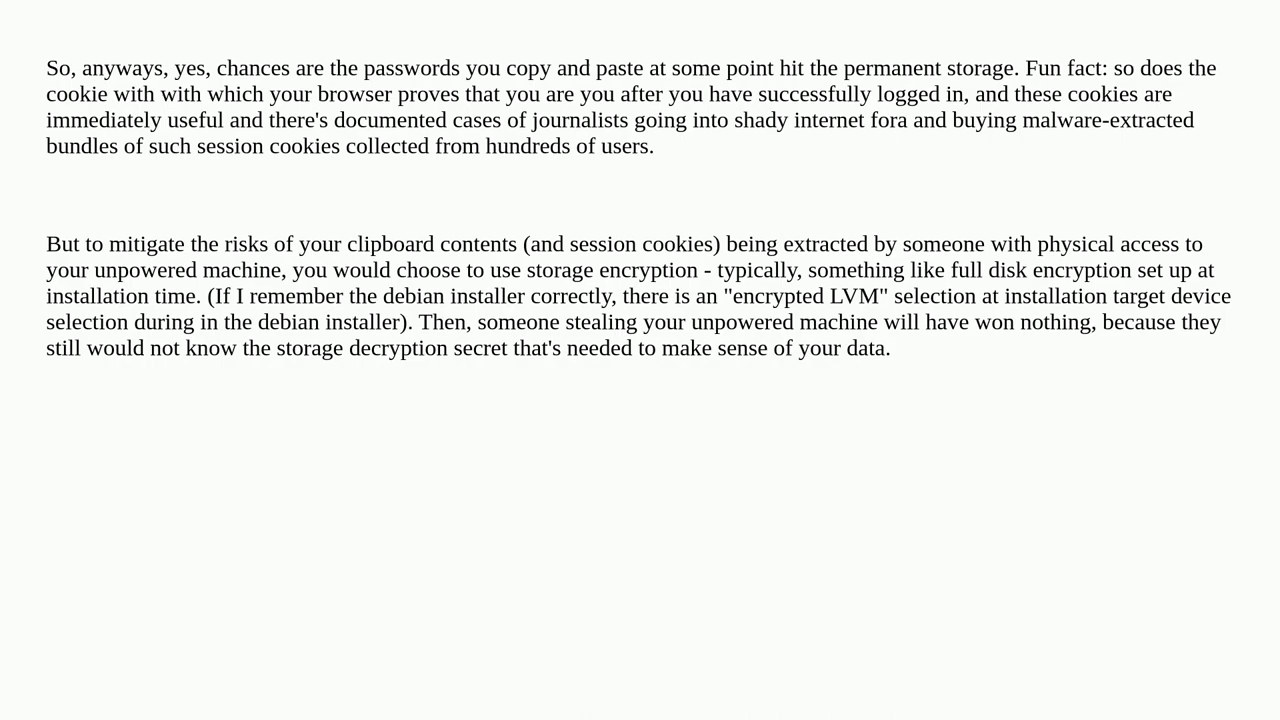 So, anyways, yes, chances are the passwords you copy and paste at some point hit the permanent storage. Fun fact: so does the
cookie with with which your browser proves that you are you after you have successfully logged in, and these cookies are
immediately useful and there's documented cases of journalists going into shady internet fora and buying malware-extracted
bundles of such session cookies collected from hundreds of users.
But to mitigate the risks of your clipboard contents (and session cookies) being extracted by someone with physical access to
your unpowered machine, you would choose to use storage encryption - typically, something like full disk encryption set up at
installation time. (If I remember the debian installer correctly, there is an "encrypted LVM" selection at installation target device
selection during in the debian installer). Then, someone stealing your unpowered machine will have won nothing, because they
still would not know the storage decryption secret that's needed to make sense of your data.